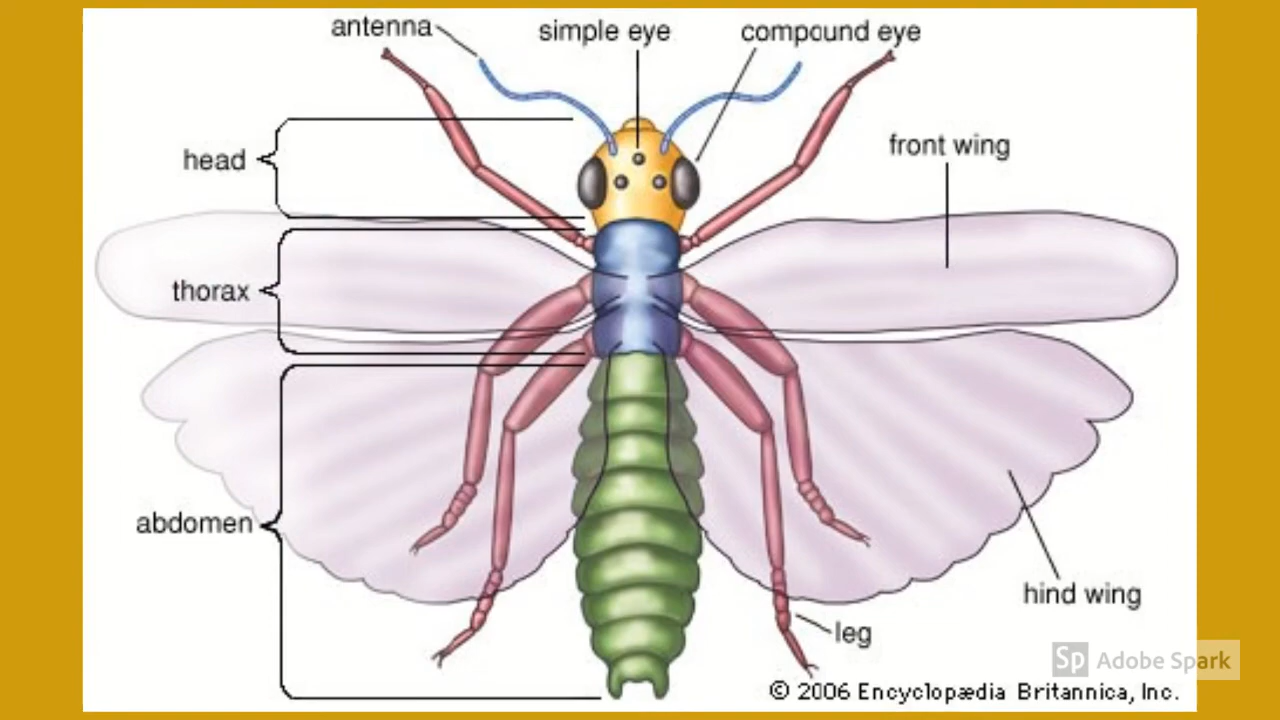 antenna
simple eye
compound eye
front wing
head
thorax
abdomen
hind wing
leg
Sp Adobe Spark
© 2006 Encyclopædia Britannica, Inc.